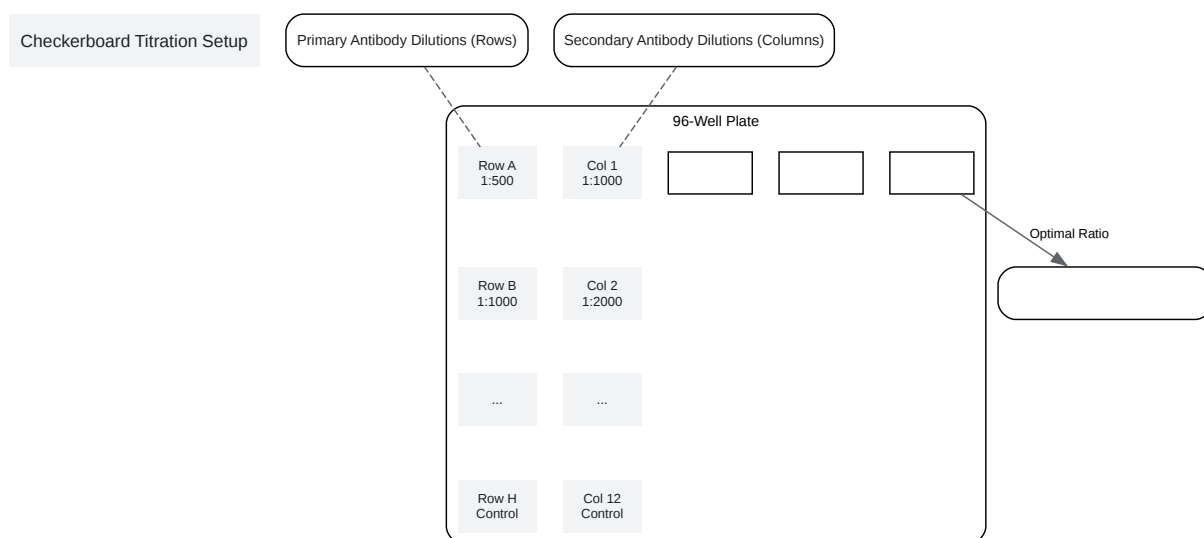 Checkerboard Titration Setup
Primary Antibody Dilutions (Rows)
Secondary Antibody Dilutions (Columns)
96-Well Plate
Row A
1:500
Col 1
1:1000
Optimal Ratio
Row B
1:1000
Col 2
1:2000
...
...
Row H
Control
Col 12
Control